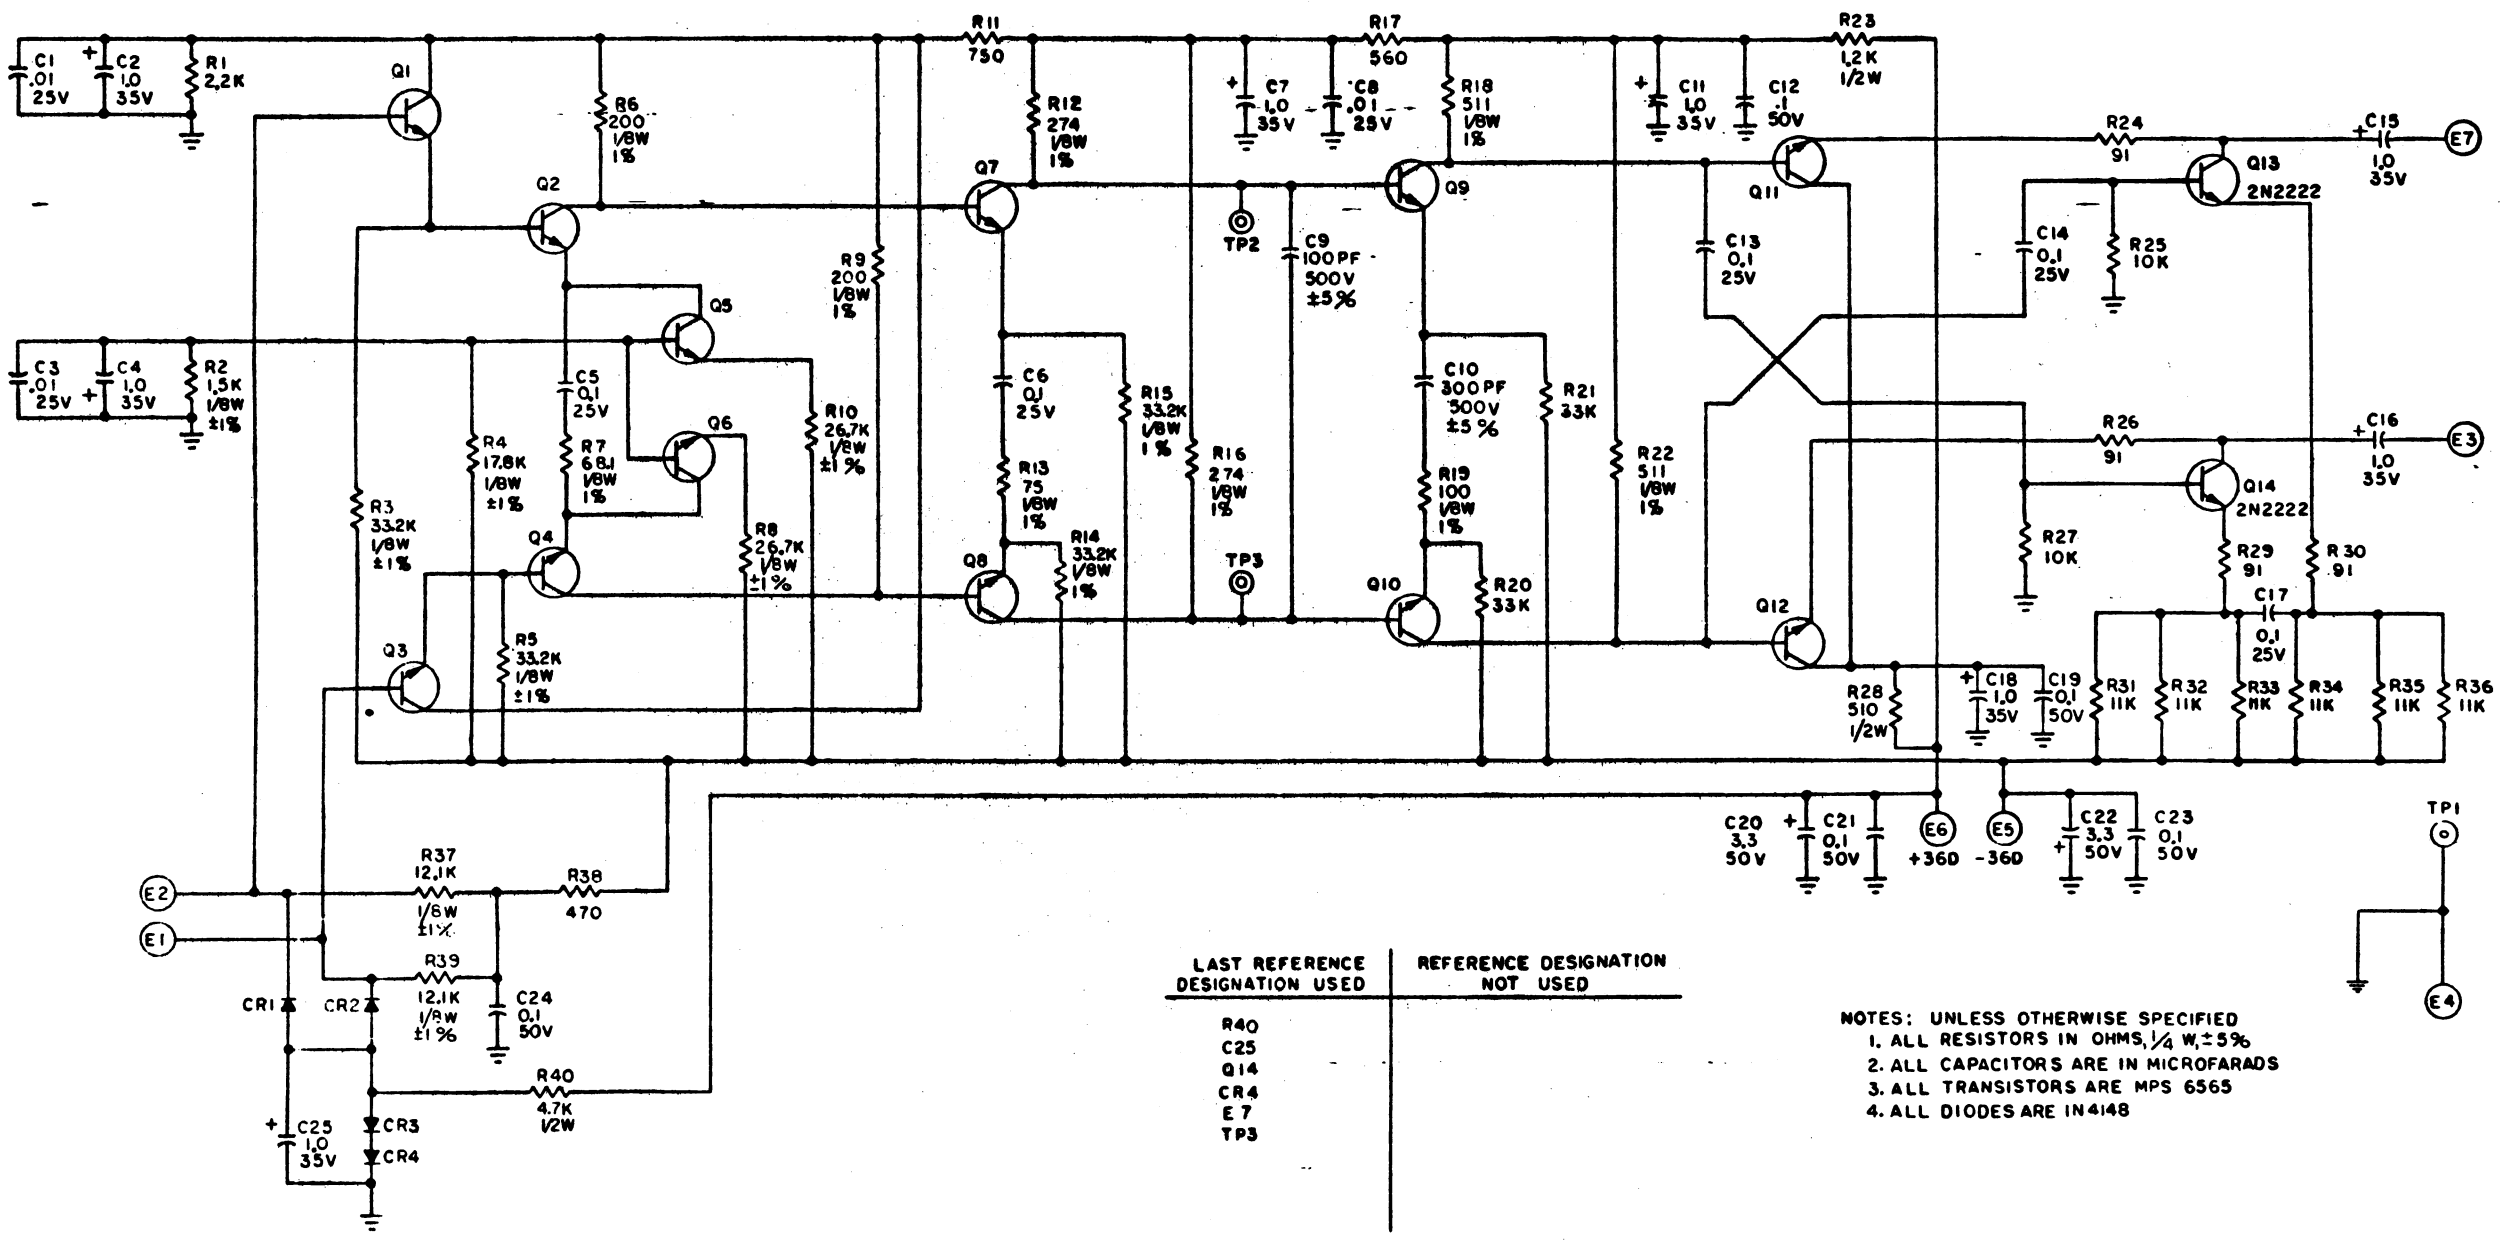 C1
.01
25V
+
C2
1.0
35V
R1
2.2K
Q1
R6
200
1/8W
1%
R11
750
R12
274
1/8W
1%
+
C7
1.0
35V
C8
.01
25V
R17
560
R18
511
1/8W
1%
+
C11
1.0
35V
C12
.1
50V
R23
1.2K
1/2W
R24
91
+
C15
1.0
35V
E7
Q2
Q7
Q9
Q11
Q13
2N2222
TP2
C9
100PF
500V
±5%
C13
0.1
25V
C14
0.1
25V
R25
10K
R9
200
1/8W
1%
Q5
C3
.01
25V
C4
1.0
+
35V
R2
1.5K
1/8W
±1%
C5
0.1
25V
R7
68.1
1/8W
1%
Q6
R10
26.7K
1/8W
±1%
C6
0.1
25V
R15
33.2K
1/8W
1%
C10
300PF
500V
±5%
R21
33K
R26
91
+
C16
1.0
35V
E3
R4
17.8K
1/8W
±1%
R3
33.2K
1/8W
±1%
R13
75
1/8W
1%
R16
274
1/8W
1%
R19
100
1/8W
1%
R22
511
1/8W
1%
Q14
2N2222
Q4
R8
26.7K
1/8W
±1%
Q8
R14
33.2K
1/8W
1%
TP3
Q10
R20
33K
Q12
R27
10K
R29
91
R30
91
C17
0.1
25V
Q3
R5
33.2K
1/8W
±1%
R28
510
1/2W
+
C18
1.0
35V
C19
0.1
50V
R31
11K
R32
11K
R33
11K
R34
11K
R35
11K
R36
11K
C20
3.3
50V
+
C21
0.1
50V
E6
+36D
E5
-36D
C22
3.3
+
50V
C23
0.1
50V
TP1
E2
E1
R37
12.1K
1/8W
±1%
R38
470
R39
12.1K
1/8W
±1%
C24
0.1
50V
CR1
CR2
R40
4.7K
1/2W
+
C25
1.0
35V
CR3
CR4
E4
LAST REFERENCE
DESIGNATION USED
REFERENCE DESIGNATION
NOT USED
R40
C25
Q14
CR4
E7
TP3
NOTES: UNLESS OTHERWISE SPECIFIED
1. ALL RESISTORS IN OHMS, 1/4 W, ±5%
2. ALL CAPACITORS ARE IN MICROFARADS
3. ALL TRANSISTORS ARE MPS 6565
4. ALL DIODES ARE IN4148